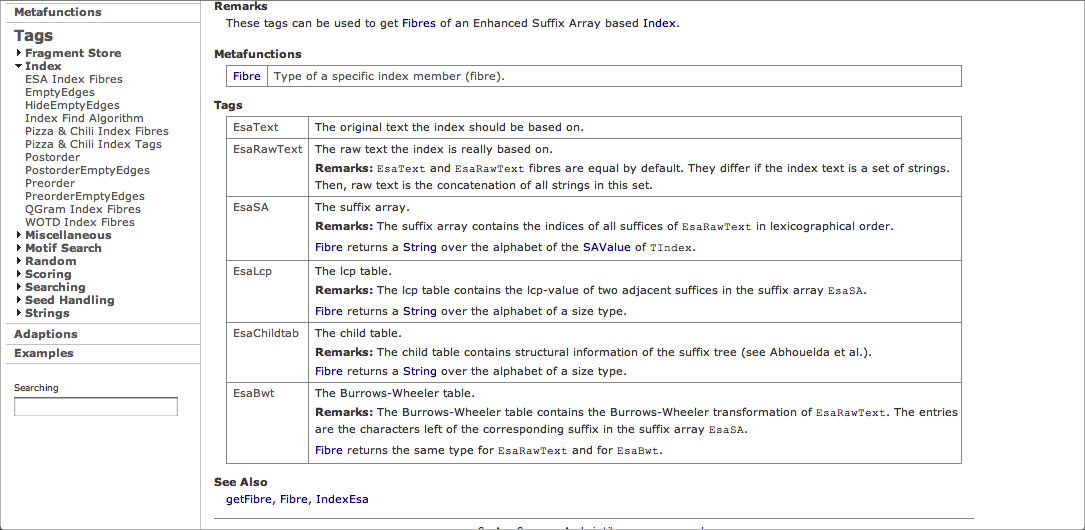 Metafunctions
Tags
Fragment Store
Index
ESA Index Fibres
EmptyEdges
HideEmptyEdges
Index Find Algorithm
Pizza & Chili Index Fibres
Pizza & Chili Index Tags
Postorder
PostorderEmptyEdges
Preorder
PreorderEmptyEdges
QGram Index Fibres
WOTD Index Fibres
Miscellaneous
Motif Search
Random
Scoring
Searching
Seed Handling
Strings
Adaptions
Examples
Searching
Remarks
These tags can be used to get Fibres of an Enhanced Suffix Array based Index.
Metafunctions
Fibre Type of a specific index member (fibre).
Tags
EsaText The original text the index should be based on.
EsaRawText The raw text the index is really based on.
Remarks: EsaText and EsaRawText fibres are equal by default. They differ if the index text is a set of strings.
Then, raw text is the concatenation of all strings in this set.
EsaSA The suffix array.
Remarks: The suffix array contains the indices of all suffices of EsaRawText in lexicographical order.
Fibre returns a String over the alphabet of the SAValue of TIndex.
EsaLcp The lcp table.
Remarks: The lcp table contains the lcp-value of two adjacent suffices in the suffix array EsaSA.
Fibre returns a String over the alphabet of a size type.
EsaChildtab The child table.
Remarks: The child table contains structural information of the suffix tree (see Abhouelda et al.).
Fibre returns a String over the alphabet of a size type.
EsaBwt The Burrows-Wheeler table.
Remarks: The Burrows-Wheeler table contains the Burrows-Wheeler transformation of EsaRawText. The entries
are the characters left of the corresponding suffix in the suffix array EsaSA.
Fibre returns the same type for EsaRawText and for EsaBwt.
See Also
getFibre, Fibre, IndexEsa